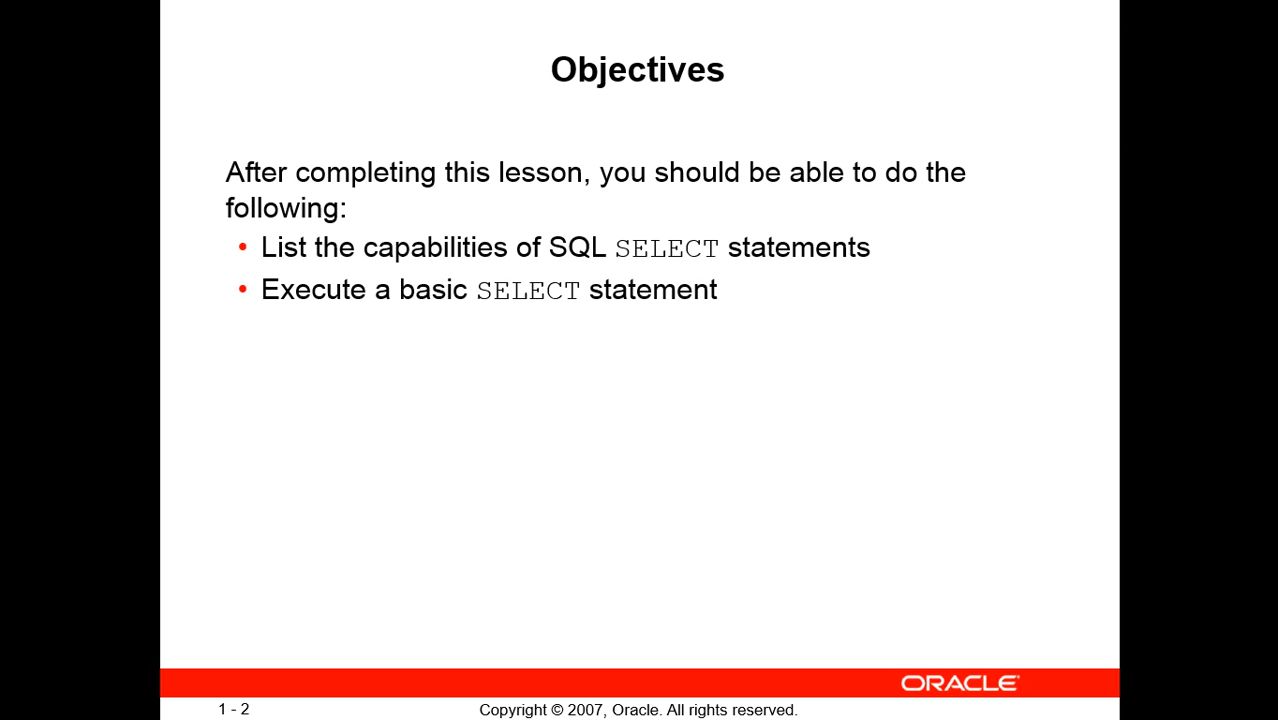 Objectives
After completing this lesson, you should be able to do the
following:
• List the capabilities of SQL SELECT statements
• Execute a basic SELECT statement
ORACLE
1 - 2
Copyright © 2007, Oracle. All rights reserved.